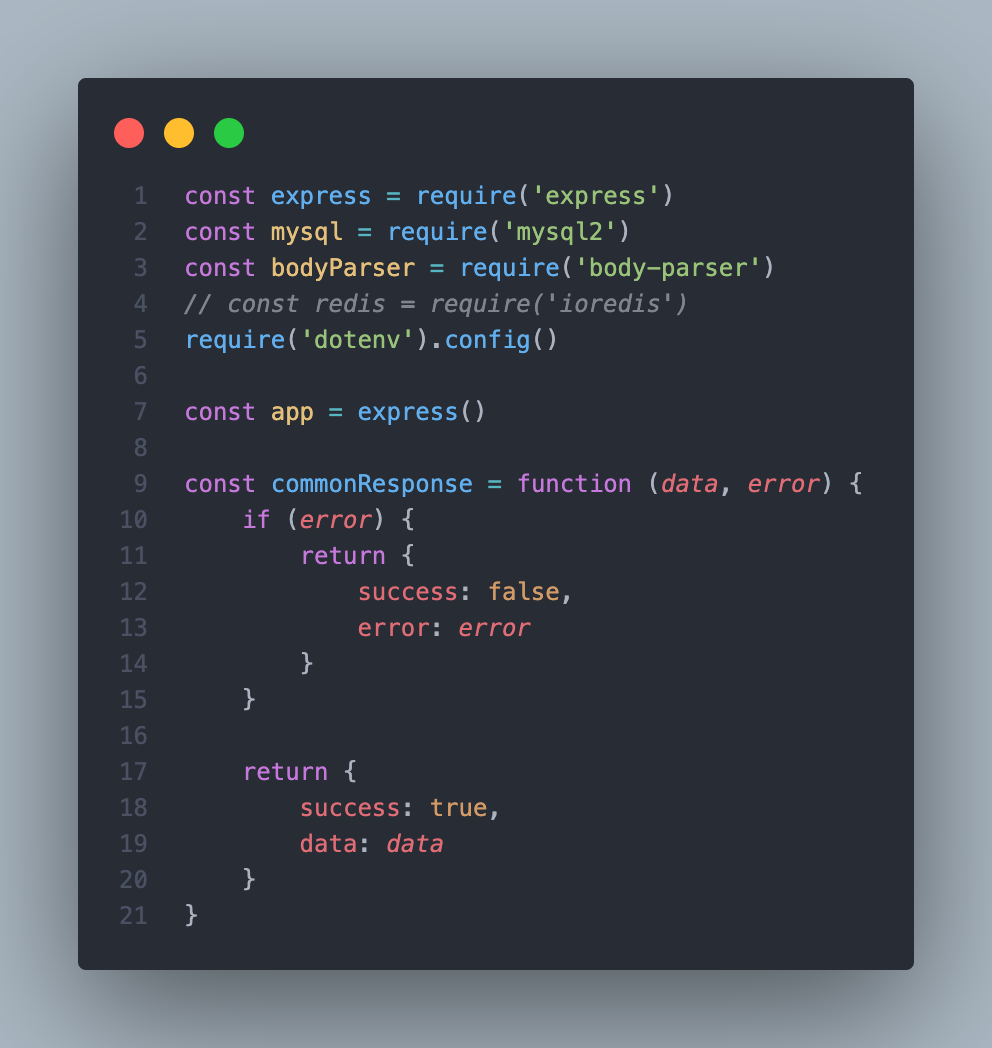 1 const express = require('express')
2 const mysql = require('mysql2')
3 const bodyParser = require('body-parser')
4 // const redis = require('ioredis')
5 require('dotenv').config()
6
7 const app = express()
8
9 const commonResponse = function (data, error) {
10     if (error) {
11         return {
12             success: false,
13             error: error
14         }
15     }
16
17     return {
18         success: true,
19         data: data
20     }
21 }